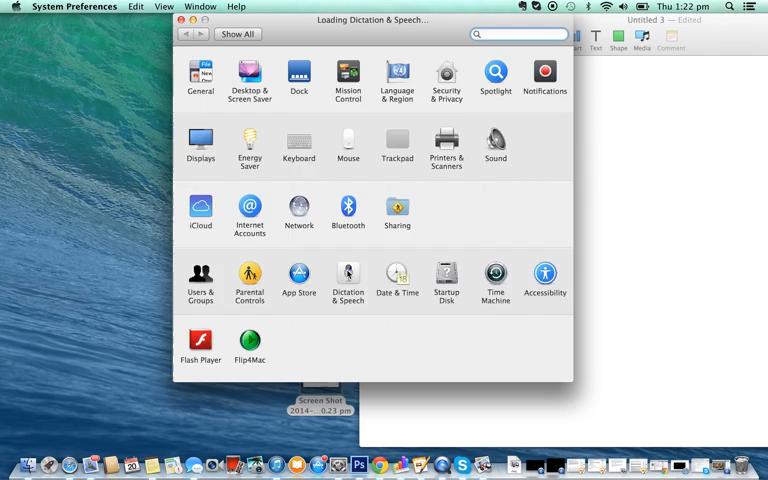 System Preferences Edit View Window Help Thu 1:22 pm
Loading Dictation & Speech...
Untitled 3 — Edited
Show All
Text Shape Media Comment
General
Desktop & Screen Saver
Dock
Mission Control
Language & Region
Security & Privacy
Spotlight
Notifications
Displays
Energy Saver
Keyboard
Mouse
Trackpad
Printers & Scanners
Sound
iCloud
Internet Accounts
Network
Bluetooth
Sharing
Users & Groups
Parental Controls
App Store
Dictation & Speech
Date & Time
Startup Disk
Time Machine
Accessibility
Flash Player
Flip4Mac
Screen Shot
2014-...0.23 pm